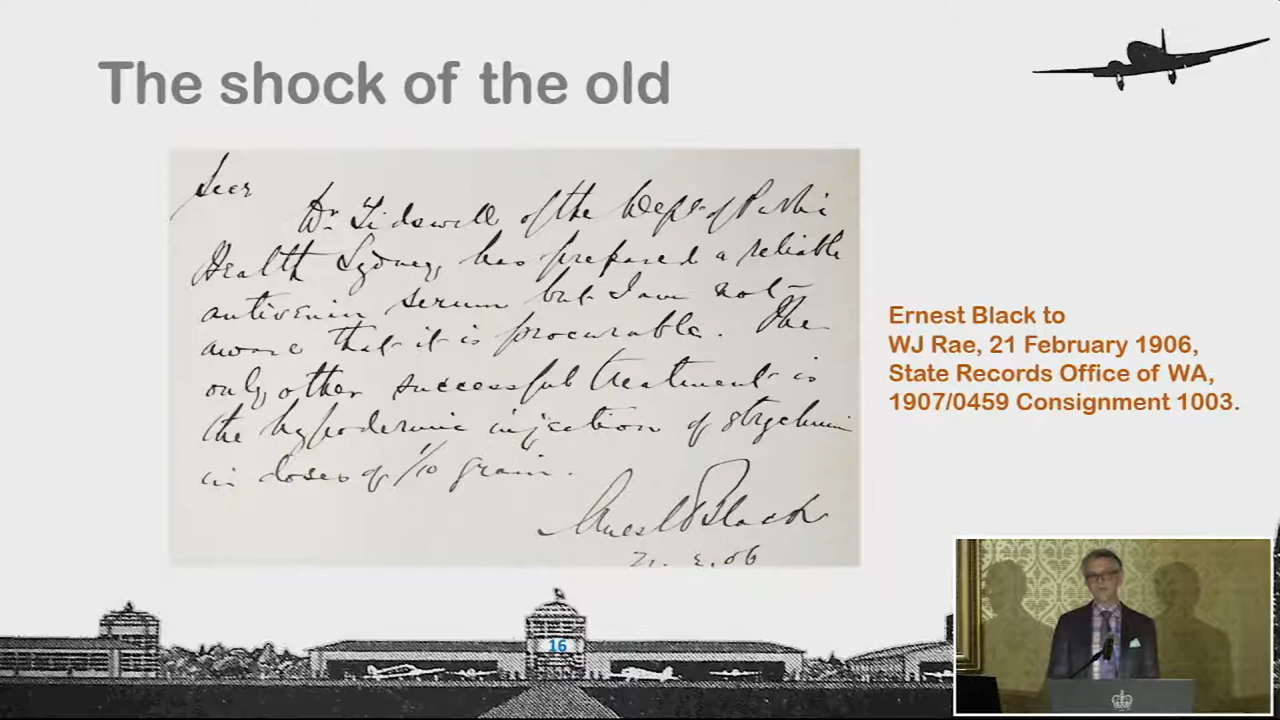 The shock of the old
Dr. Tidswell of the Dept. of Public
Health Sydney, has prepared a reliable
antivenin serum but I am not
aware that it is procurable. The
only other successful treatment is
the hypodermic injection of strychnin
in doses of 1/10 grain.
Ernest Black
21. 2. 06
Ernest Black to
WJ Rae, 21 February 1906,
State Records Office of WA,
1907/0459 Consignment 1003.
16